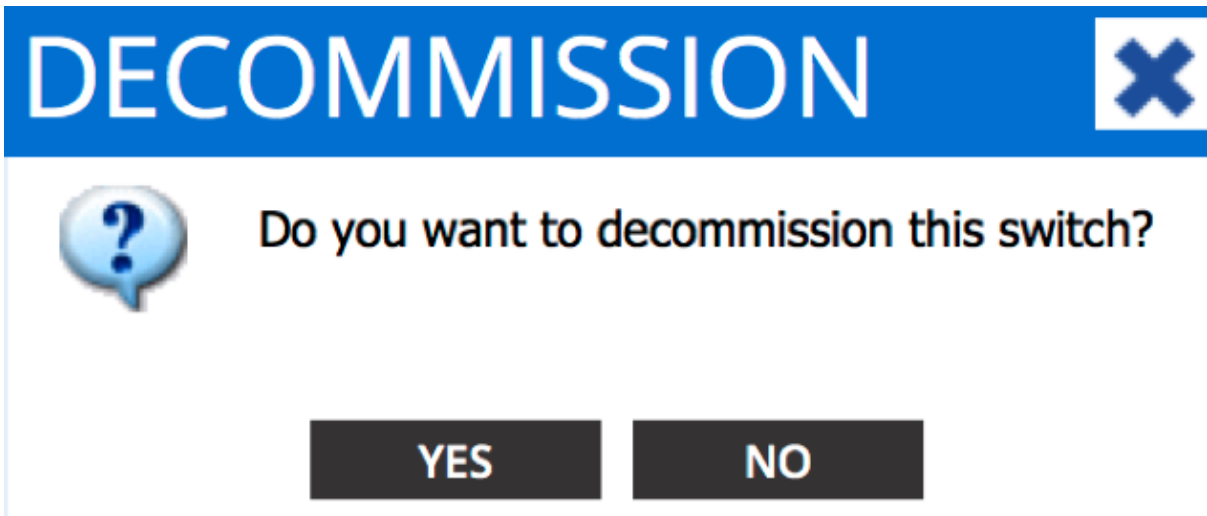 DECOMMISSION
Do you want to decommission this switch?
YES
NO